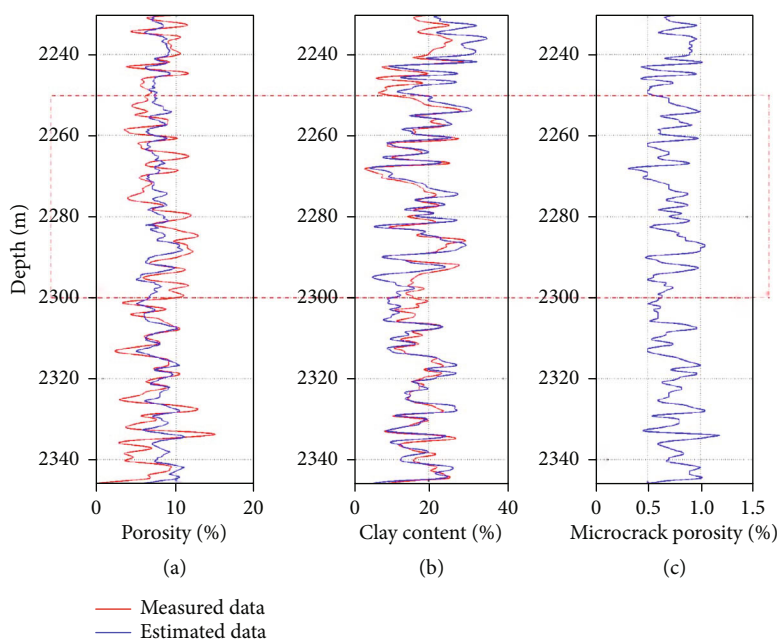 2240
2260
2280
2300
2320
2340
Depth (m)
0 10 20
Porosity (%)
(a)
2240
2260
2280
2300
2320
2340
0 20 40
Clay content (%)
(b)
2240
2260
2280
2300
2320
2340
0 0.5 1.0 1.5
Microcrack porosity (%)
(c)
Measured data
Estimated data